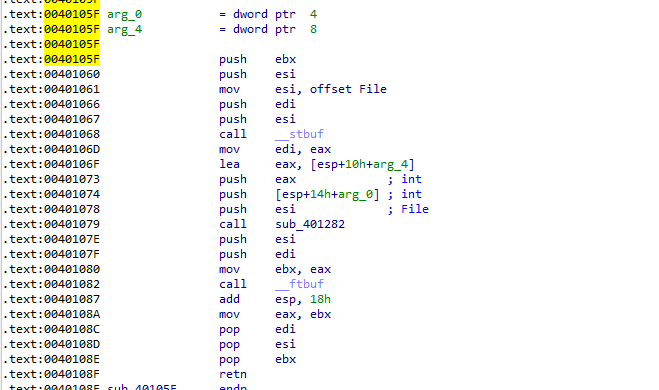 .text:0040105F
.text:0040105F arg_0 = dword ptr 4
.text:0040105F arg_4 = dword ptr 8
.text:0040105F
.text:0040105F push ebx
.text:00401060 push esi
.text:00401061 mov esi, offset File
.text:00401066 push edi
.text:00401067 push esi
.text:00401068 call __stbuf
.text:0040106D mov edi, eax
.text:0040106F lea eax, [esp+10h+arg_4]
.text:00401073 push eax ; int
.text:00401074 push [esp+14h+arg_0] ; int
.text:00401078 push esi ; File
.text:00401079 call sub_401282
.text:0040107E push esi
.text:0040107F push edi
.text:00401080 mov ebx, eax
.text:00401082 call __ftbuf
.text:00401087 add esp, 18h
.text:0040108A mov eax, ebx
.text:0040108C pop edi
.text:0040108D pop esi
.text:0040108E pop ebx
.text:0040108F retn
.text:0040108F sub_40105F endp